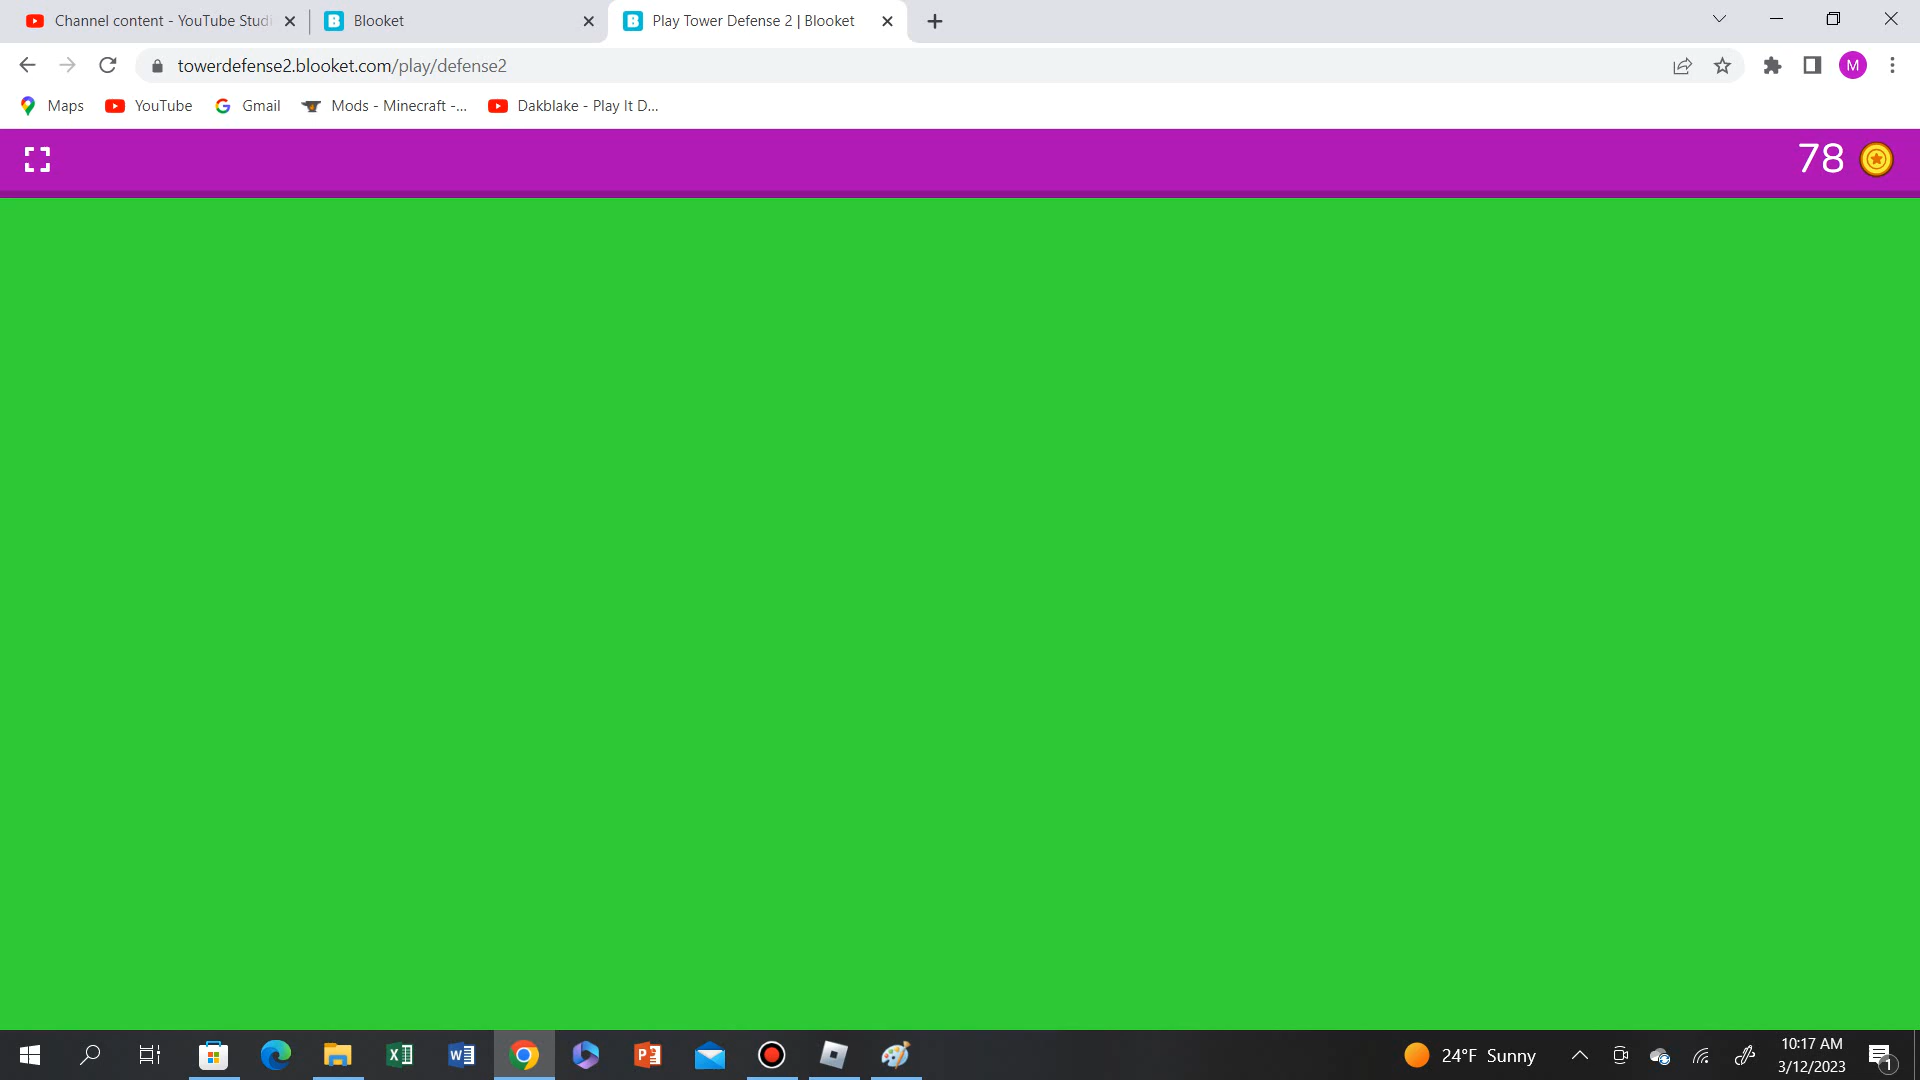 Channel content - YouTube Studi
Blooket
Play Tower Defense 2 | Blooket
towerdefense2.blooket.com/play/defense2
M
Maps
YouTube
Gmail
Mods - Minecraft -...
Dakblake - Play It D...
78
24°F Sunny
10:17 AM
3/12/2023
1